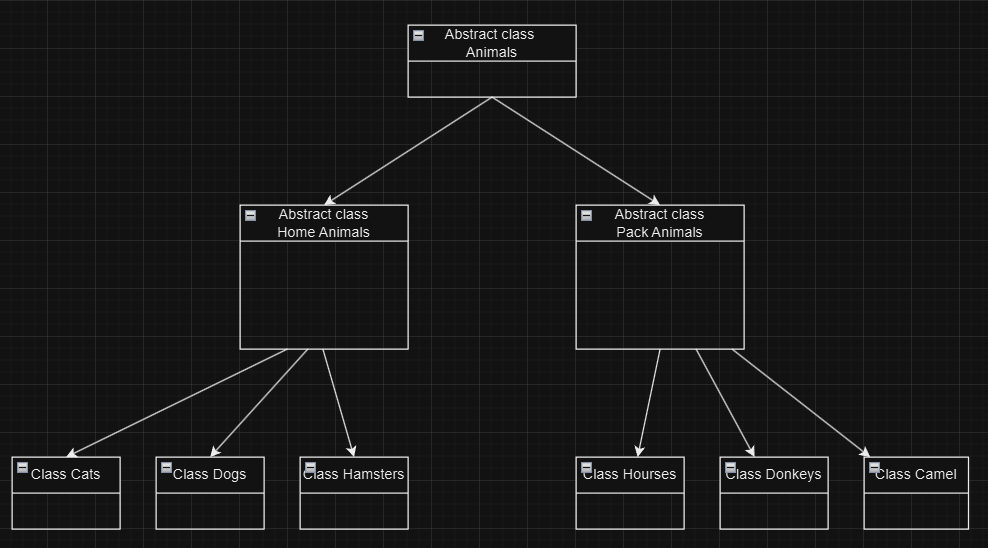 Abstract class
Animals
Abstract class
Home Animals
Abstract class
Pack Animals
Class Cats
Class Dogs
Class Hamsters
Class Hourses
Class Donkeys
Class Camel